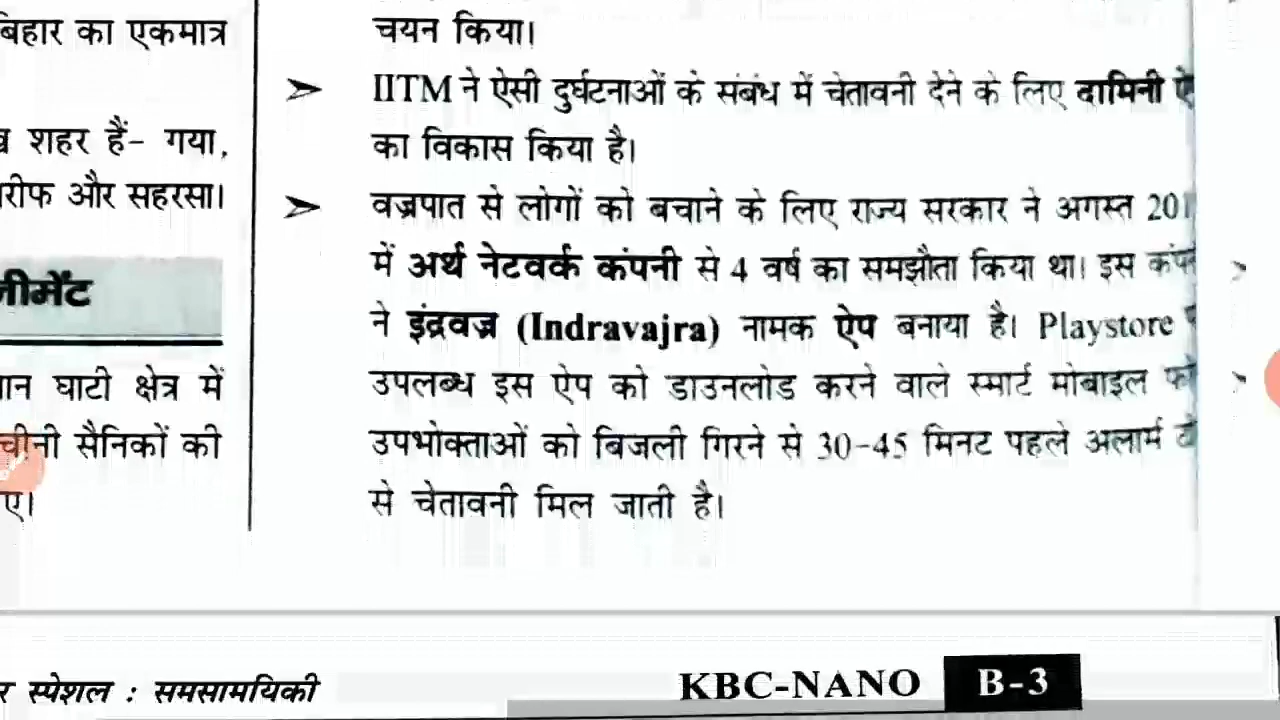 बिहार का एकमात्र
शहर हैं- गया,
और सहरसा।
घाटी क्षेत्र में
चीनी सैनिकों की
चयन किया।
➢ IITM ने ऐसी दुर्घटनाओं के संबंध में चेतावनी देने के लिए दामिनी
का विकास किया है।
➢ वज्रपात से लोगों को बचाने के लिए राज्य सरकार ने अगस्त
में अर्थ नेटवर्क कंपनी से 4 वर्ष का समझौता किया था। इस
ने इंद्रवज्र (Indravajra) नामक ऐप बनाया है। Playstore
उपलब्ध इस ऐप को डाउनलोड करने वाले स्मार्ट मोबाइल
उपभोक्ताओं को बिजली गिरने से 30-45 मिनट पहले अलार्म
से चेतावनी मिल जाती है।
स्पेशल : समसामयिकी
KBC-NANO B-3